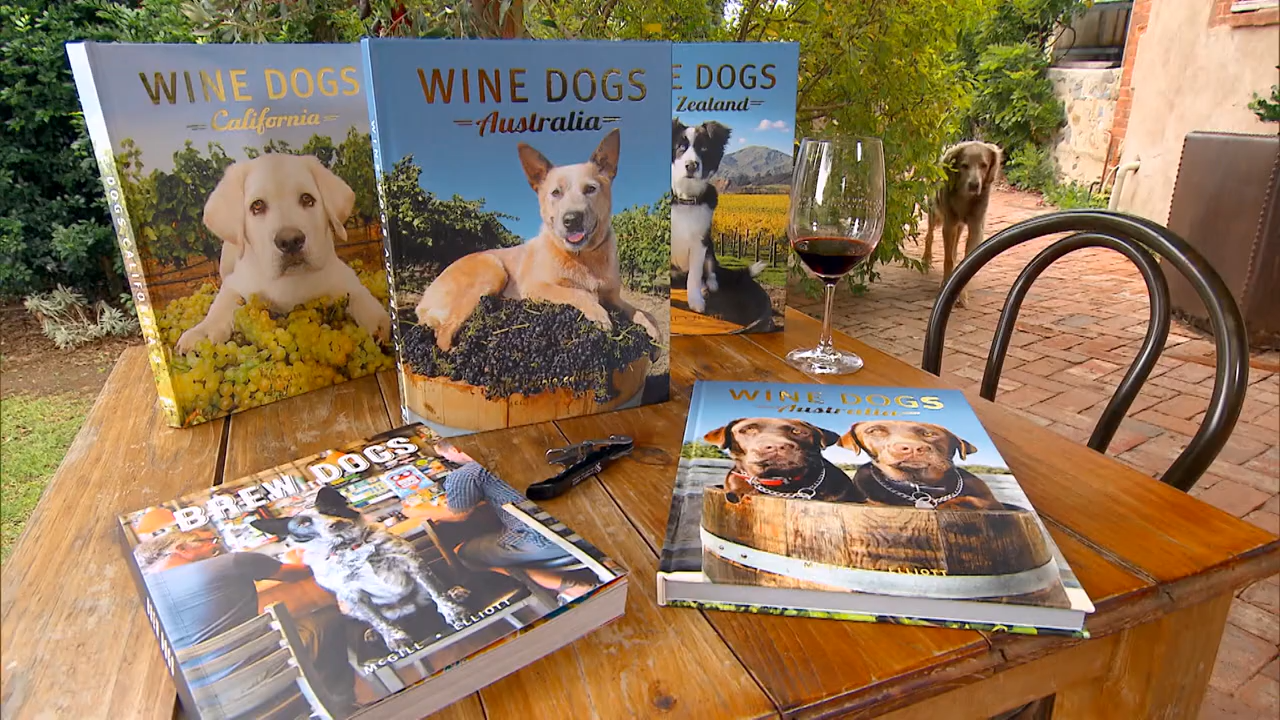 WINE DOGS
California
WINE DOGS
Australia
E DOGS
Zealand
BREW DOGS
McGILL ELLIOTT
WINE DOGS
Australia
ELLIOTT